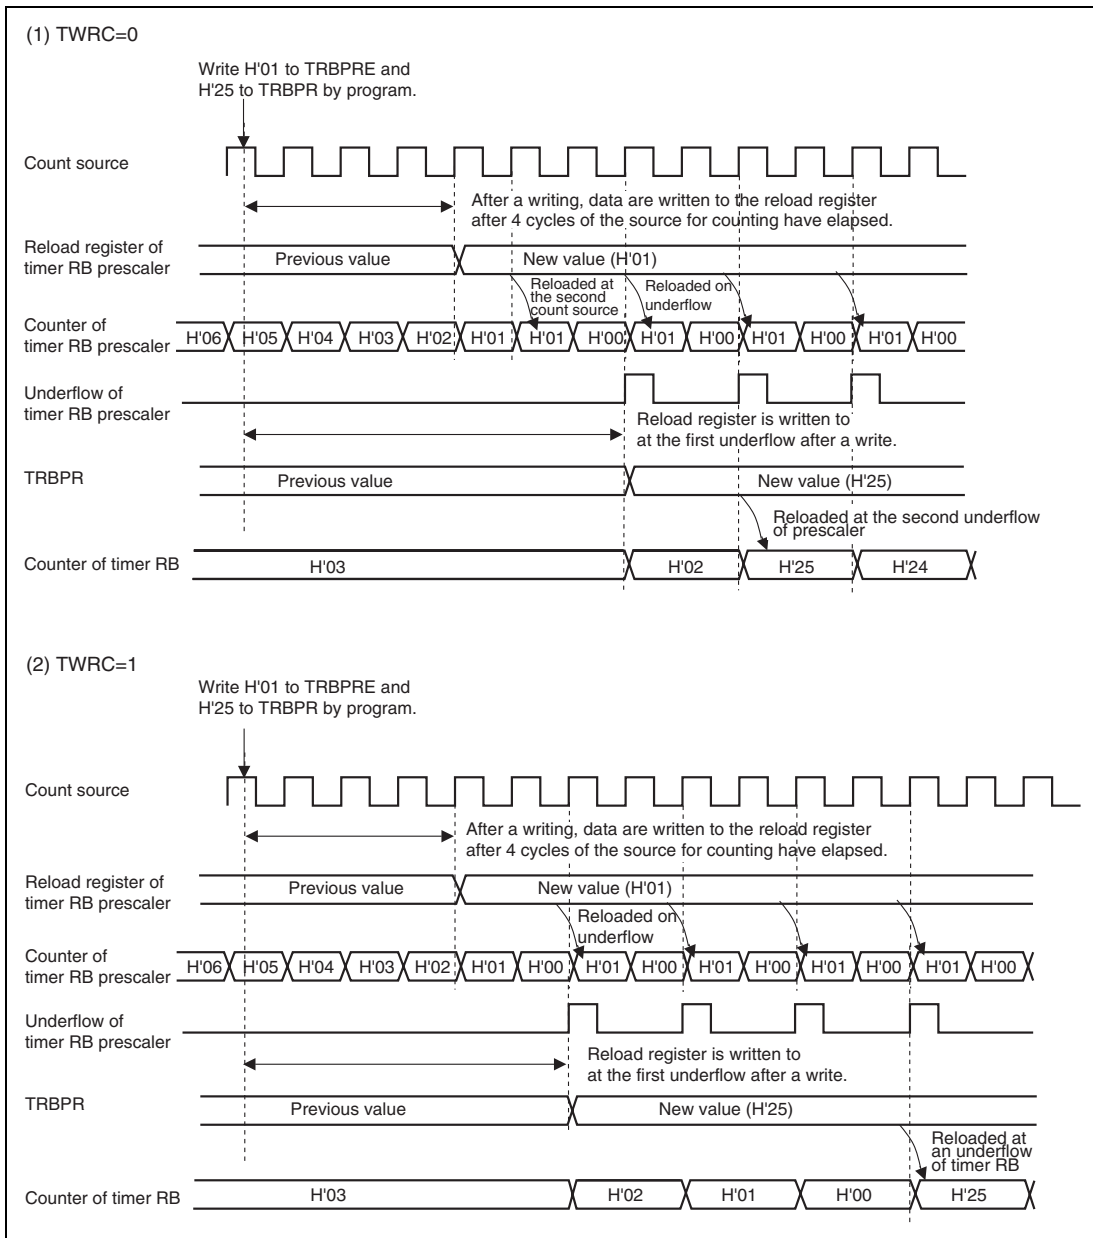 (1) TWRC=0
Write H'01 to TRBPRE and
H'25 to TRBPR by program.
Count source
After a writing, data are written to the reload register
after 4 cycles of the source for counting have elapsed.
Reload register of
timer RB prescaler
Previous value
New value (H'01)
Reloaded at
the second
count source
Reloaded on
underflow
Counter of
timer RB prescaler
H'06 H'05 H'04 H'03 H'02 H'01 H'01 H'00 H'01 H'00 H'01 H'00 H'01 H'00
Underflow of
timer RB prescaler
Reload register is written to
at the first underflow after a write.
TRBPR
Previous value
New value (H'25)
Reloaded at the second underflow
of prescaler
Counter of timer RB
H'03 H'02 H'25 H'24
(2) TWRC=1
Write H'01 to TRBPRE and
H'25 to TRBPR by program.
Count source
After a writing, data are written to the reload register
after 4 cycles of the source for counting have elapsed.
Reload register of
timer RB prescaler
Previous value
New value (H'01)
Reloaded on
underflow
Counter of
timer RB prescaler
H'06 H'05 H'04 H'03 H'02 H'01 H'00 H'01 H'00 H'01 H'00 H'01 H'00 H'01 H'00
Underflow of
timer RB prescaler
Reload register is written to
at the first underflow after a write.
TRBPR
Previous value
New value (H'25)
Reloaded at
an underflow
of timer RB
Counter of timer RB
H'03 H'02 H'01 H'00 H'25